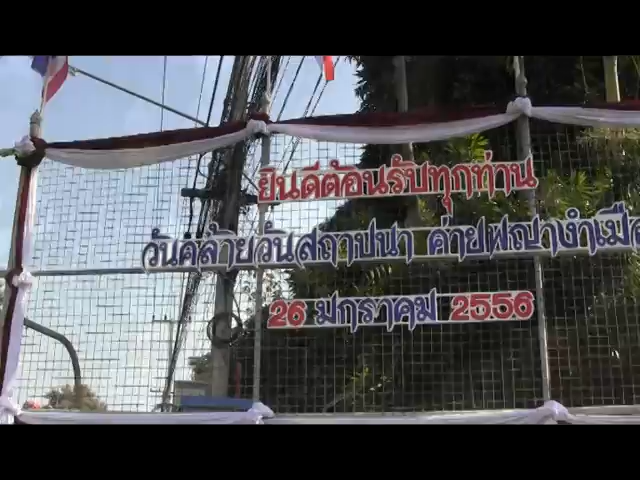 ยินดีต้อนรับทุกท่าน
วันคล้ายวันสถาปนา ค่ายพญางำเมือ
26 มกราคม 2556